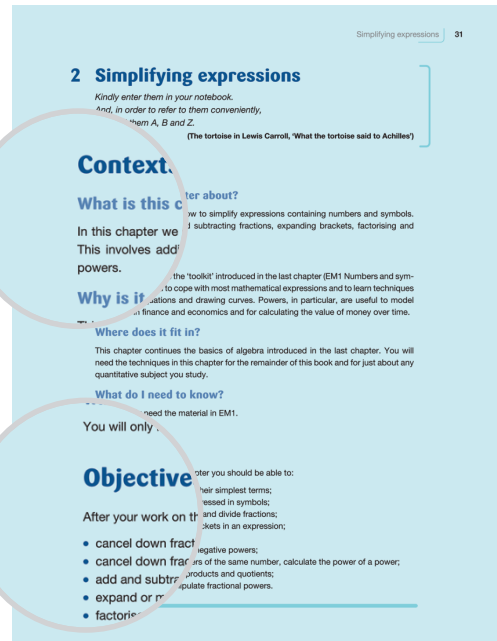 Simplifying expressions 31
2 Simplifying expressions
Kindly enter them in your notebook.
And, in order to refer to them conveniently,
them A, B and Z.
(The tortoise in Lewis Carroll, 'What the tortoise said to Achilles')
Context
ter about?
What is this c
ow to simplify expressions containing numbers and symbols.
In this chapter we
subtracting fractions, expanding brackets, factorising and
This involves add
powers.
the 'toolkit' introduced in the last chapter (EM1 Numbers and sym-
to cope with most mathematical expressions and to learn techniques
Why is it
uations and drawing curves. Powers, in particular, are useful to model
in finance and economics and for calculating the value of money over time.
Where does it fit in?
This chapter continues the basics of algebra introduced in the last chapter. You will
need the techniques in this chapter for the remainder of this book and for just about any
quantitative subject you study.
What do I need to know?
need the material in EM1.
You will only
Objective
pter you should be able to:
heir simplest terms;
ressed in symbols;
After your work on th
and divide fractions;
ckets in an expression;
cancel down fract
negative powers;
cancel down frac
ers of the same number, calculate the power of a power;
add and subtra
products and quotients;
ipulate fractional powers.
expand or m
factoris